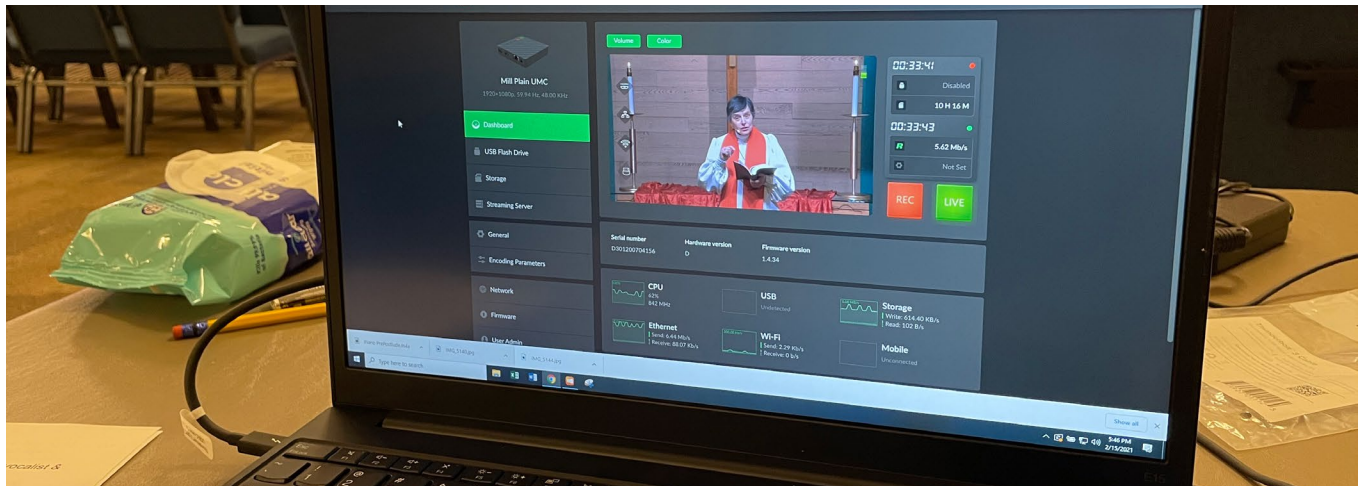 Mill Plain UMC
1920×1080p, 59.94 Hz, 48.00 KHz
Dashboard
USB Flash Drive
Storage
Streaming Server
General
Encoding Parameters
Network
Firmware
User Admin
Volume Color
00:33:41
Disabled
10 H 16 M
00:33:43
R 5.62 Mb/s
Not Set
REC LIVE
Serial number Hardware version Firmware version
D301200704156 D 1.4.34
CPU
62%
842 MHz
USB
Undetected
Storage
Write: 614.40 KB/s
Read: 102 B/s
Ethernet
Send: 6.44 Mb/s
Receive: 88.07 Kb/s
Wi-Fi
Send: 2.29 Kb/s
Receive: 0 b/s
Mobile
Unconnected
Show all
Type here to search
5:46 PM
2/15/2021
E15
ocalist &